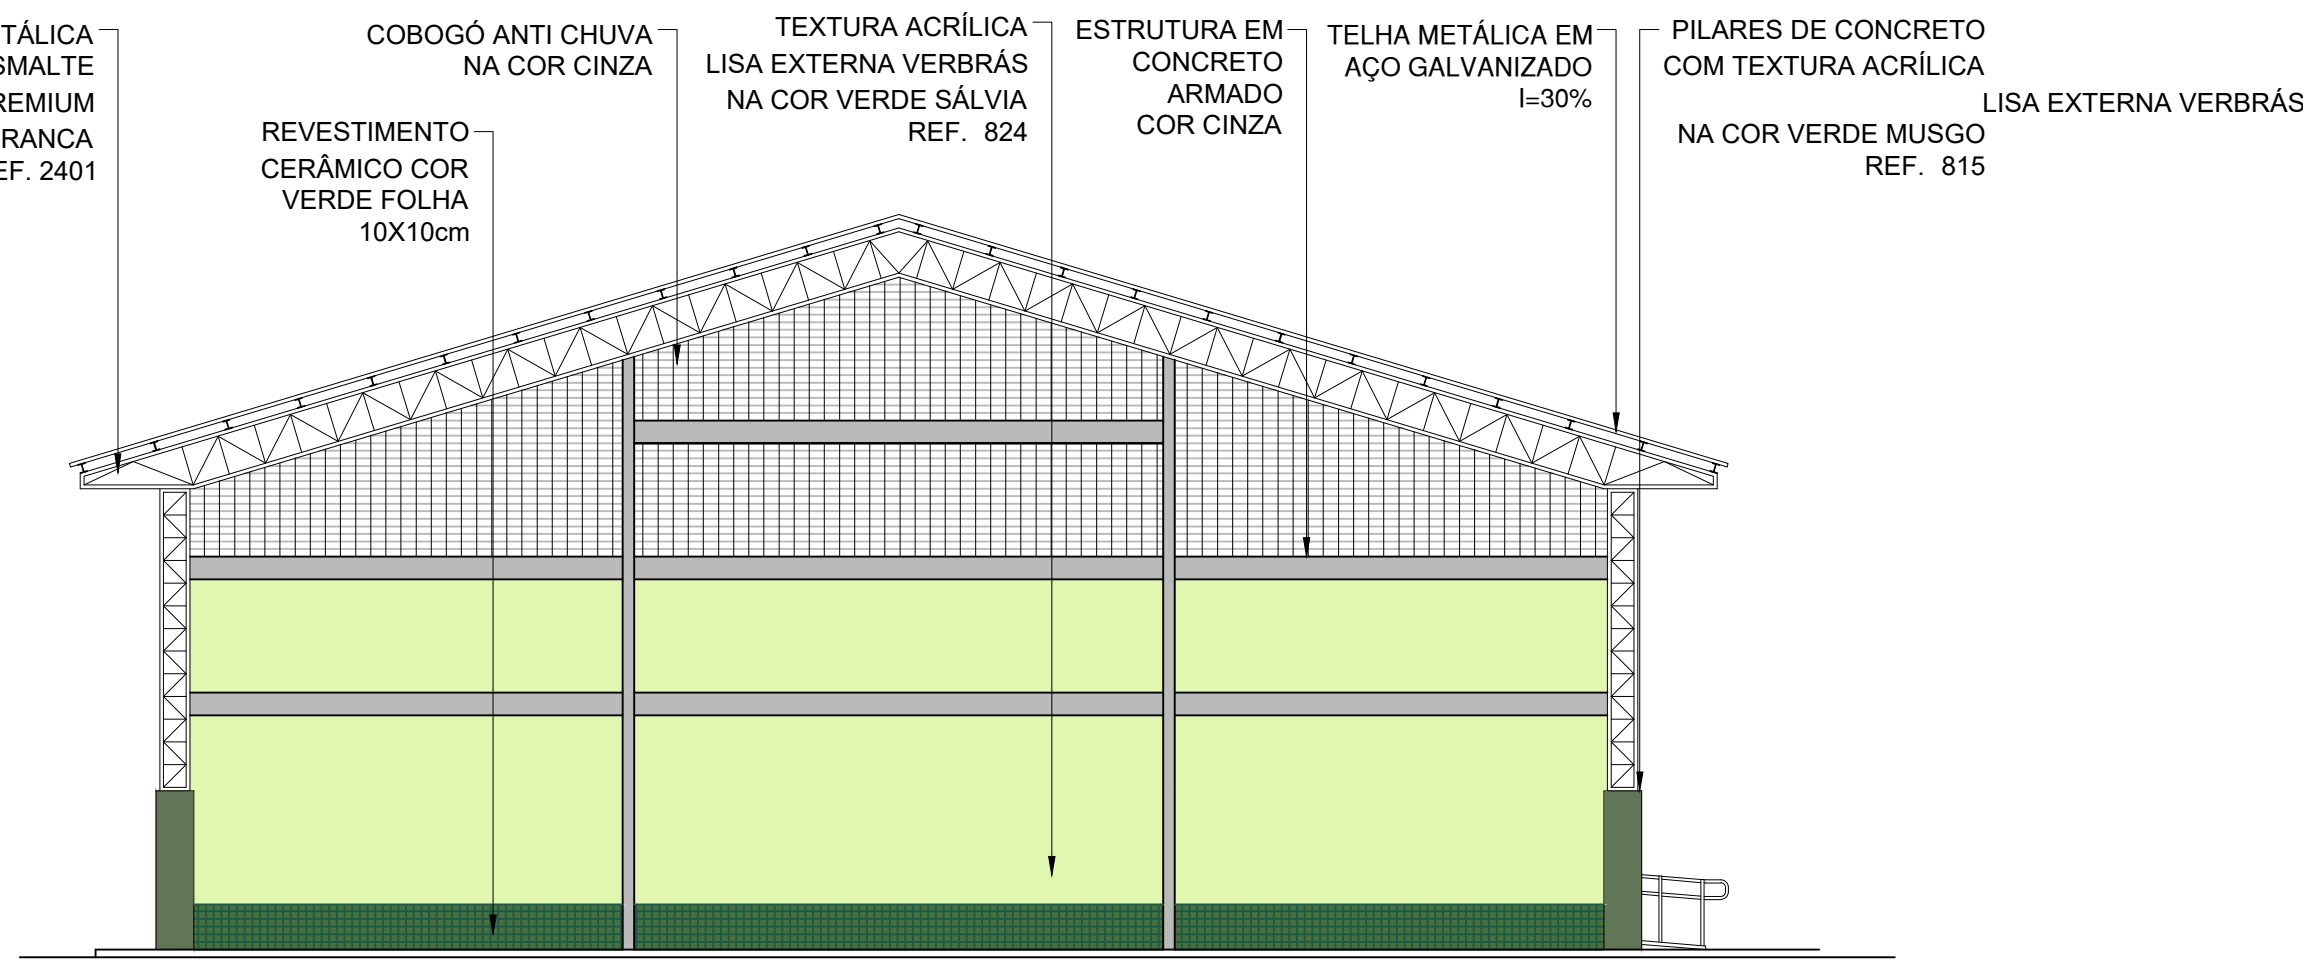 TÁLICA
SMALTE
REMIUM
RANCA
EF. 2401
COBOGÓ ANTI CHUVA
NA COR CINZA
REVESTIMENTO
CERÂMICO COR
VERDE FOLHA
10X10cm
TEXTURA ACRÍLICA
LISA EXTERNA VERBRÁS
NA COR VERDE SÁLVIA
REF. 824
ESTRUTURA EM
CONCRETO
ARMADO
COR CINZA
TELHA METÁLICA EM
AÇO GALVANIZADO
I=30%
PILARES DE CONCRETO
COM TEXTURA ACRÍLICA
LISA EXTERNA VERBRÁS
NA COR VERDE MUSGO
REF. 815